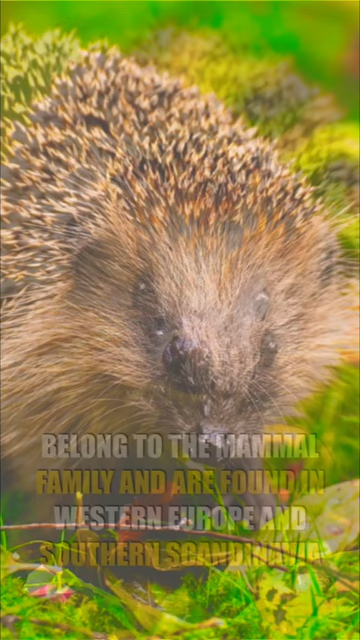 BELONG TO THE MAMMAL
FAMILY AND ARE FOUND IN
WESTERN EUROPE AND
SOUTHERN SCANDINAVIA